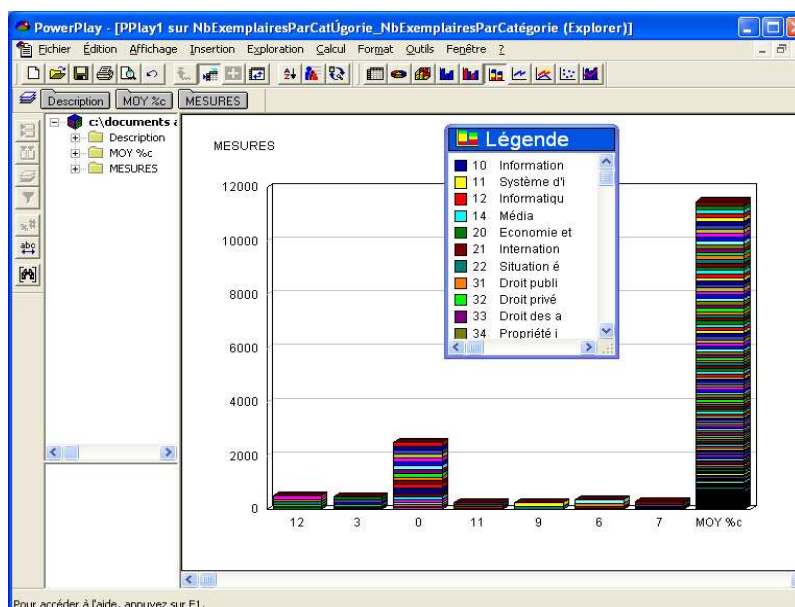 PowerPlay - [PPlay1 sur NbExemplairesParCatÚgorie_NbExemplairesParCatégorie (Explorer)]
Fichier Édition Affichage Insertion Exploration Calcul Format Outils Fenêtre ?
Description MOY %c MESURES
c:\documents a
Description
MOY %c
MESURES
MESURES
Légende
10 Information
11 Système d'i
12 Informatiqu
14 Média
20 Economie et
21 Internation
22 Situation é
31 Droit publi
32 Droit privé
33 Droit des a
34 Propriété i
12000
10000
8000
6000
4000
2000
0
12 3 0 11 9 6 7 MOY %c
abc
Pour accéder à l'aide, appuyez sur F1.